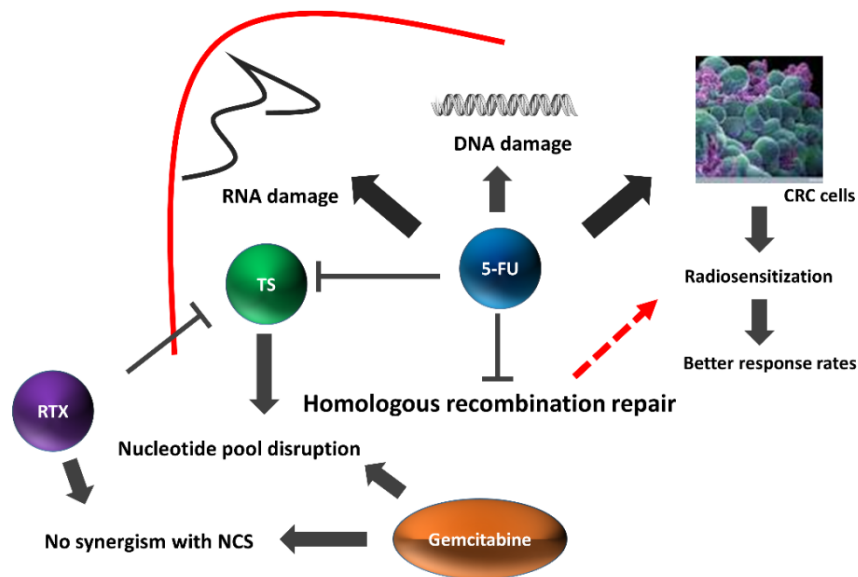 DNA damage
CRC cells
RNA damage
TS
5-FU
Radiosensitization
Better response rates
RTX
Homologous recombination repair
Nucleotide pool disruption
No synergism with NCS
Gemcitabine